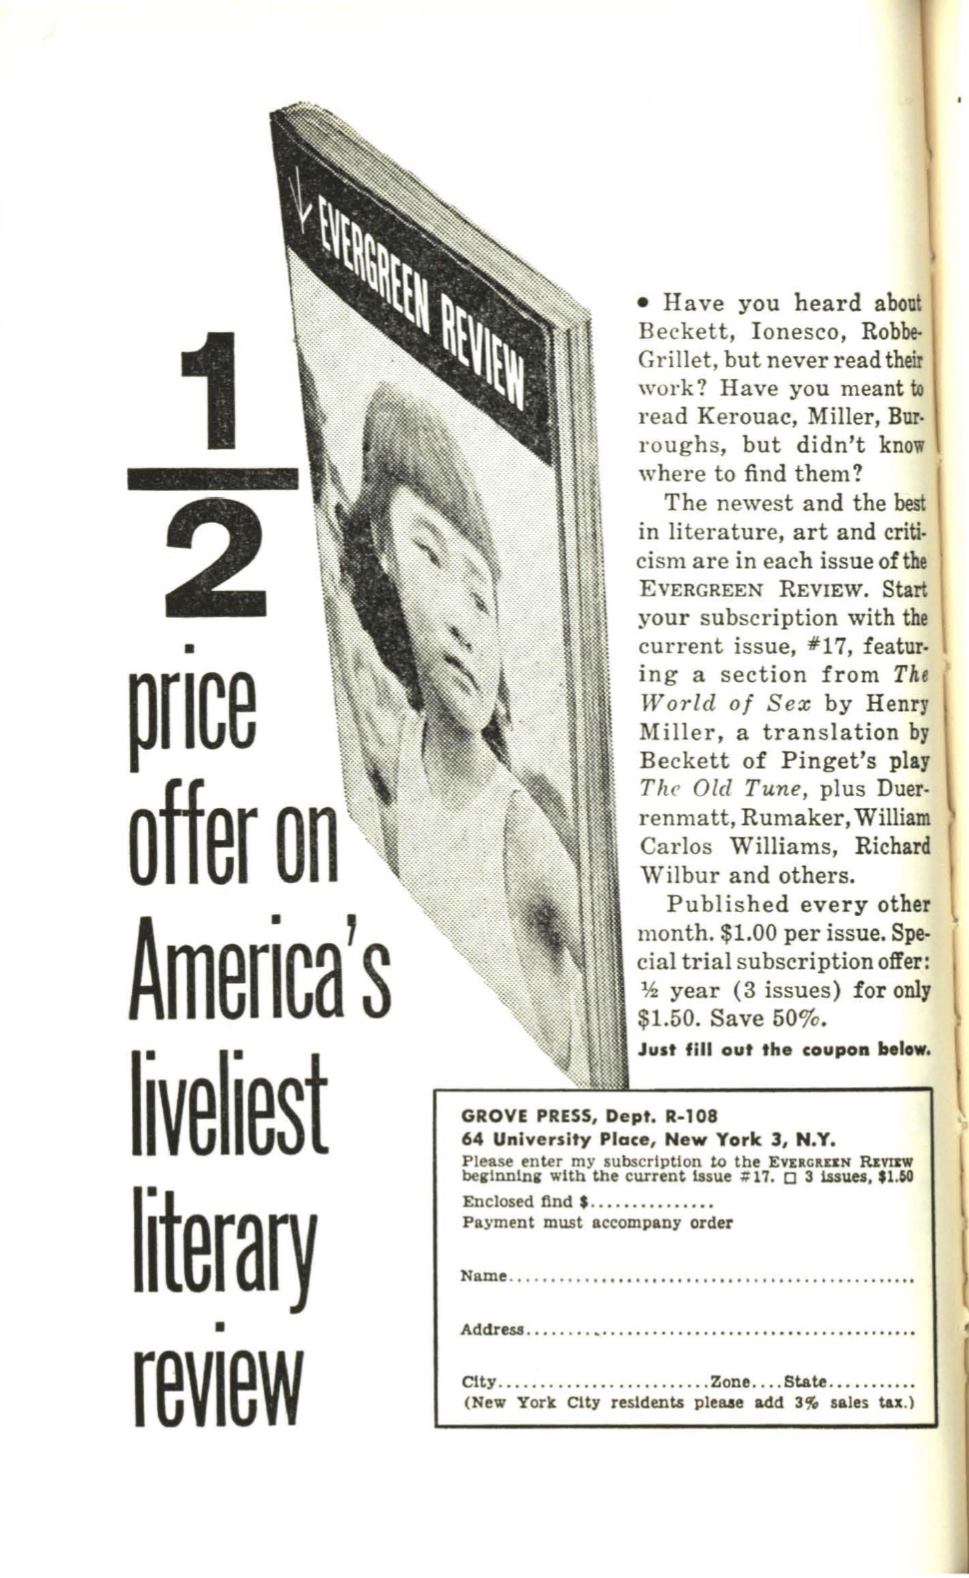 EVERGREEN REVIEW
1
2
price
offer on
America's
liveliest
literary
review
• Have you heard about
Beckett, Ionesco, Robbe-
Grillet, but never read their
work? Have you meant to
read Kerouac, Miller, Bur-
roughs, but didn't know
where to find them?
The newest and the best
in literature, art and criti-
cism are in each issue of the
EVERGREEN REVIEW. Start
your subscription with the
current issue, #17, featur-
ing a section from The
World of Sex by Henry
Miller, a translation by
Beckett of Pinget's play
The Old Tune, plus Duer-
renmatt, Rumaker, William
Carlos Williams, Richard
Wilbur and others.
Published every other
month. $1.00 per issue. Spe-
cial trial subscription offer:
½ year (3 issues) for only
$1.50. Save 50%.
Just fill out the coupon below.
GROVE PRESS, Dept. R-108
64 University Place, New York 3, N.Y.
Please enter my subscription to the EVERGREEN REVIEW
beginning with the current issue #17. □ 3 issues, $1.50
Enclosed find $...............
Payment must accompany order
Name.................................................
Address...............................................
City..........................Zone....State...........
(New York City residents please add 3% sales tax.)